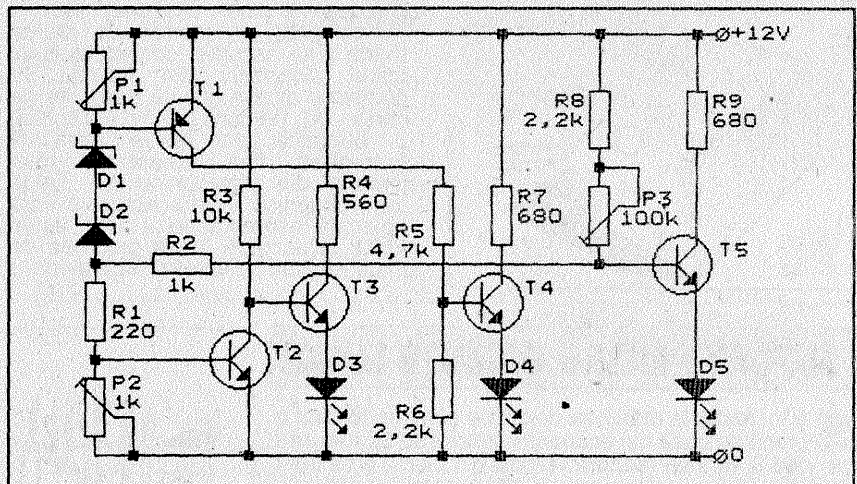 +12V
P1
1k
T1
R8
2,2k
R9
680
D1
D2
R3
10k
R4
560
R5
4,7k
R7
680
P3
100k
R2
1k
T5
R1
220
T3
T4
T2
P2
1k
D3
D4
D5
R6
2,2k
0